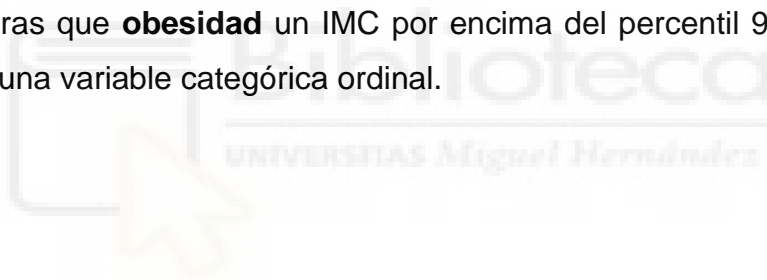 ras que obesidad un IMC por encima del percentil 9
una variable categórica ordinal.
Biblioteca
UNIVERSITAS Miguel Hernández